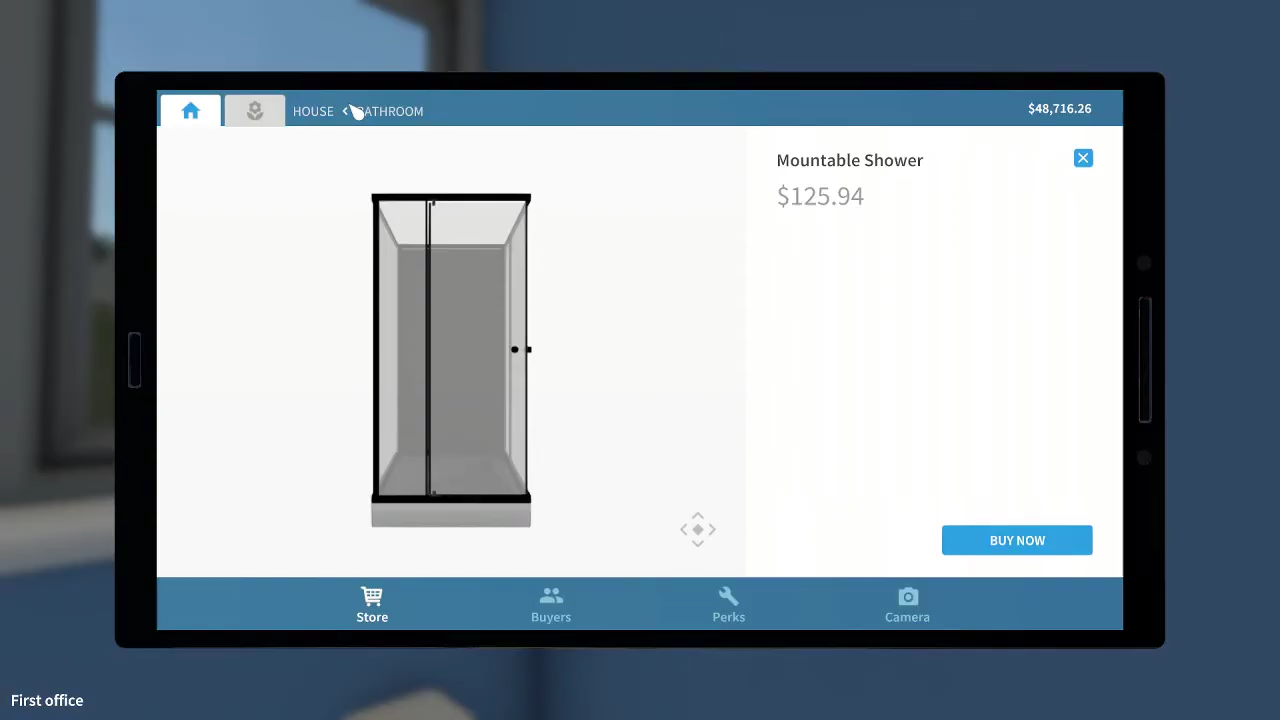 HOUSE < BATHROOM
$48,716.26
Mountable Shower
$125.94
BUY NOW
Store
Buyers
Perks
Camera
First office